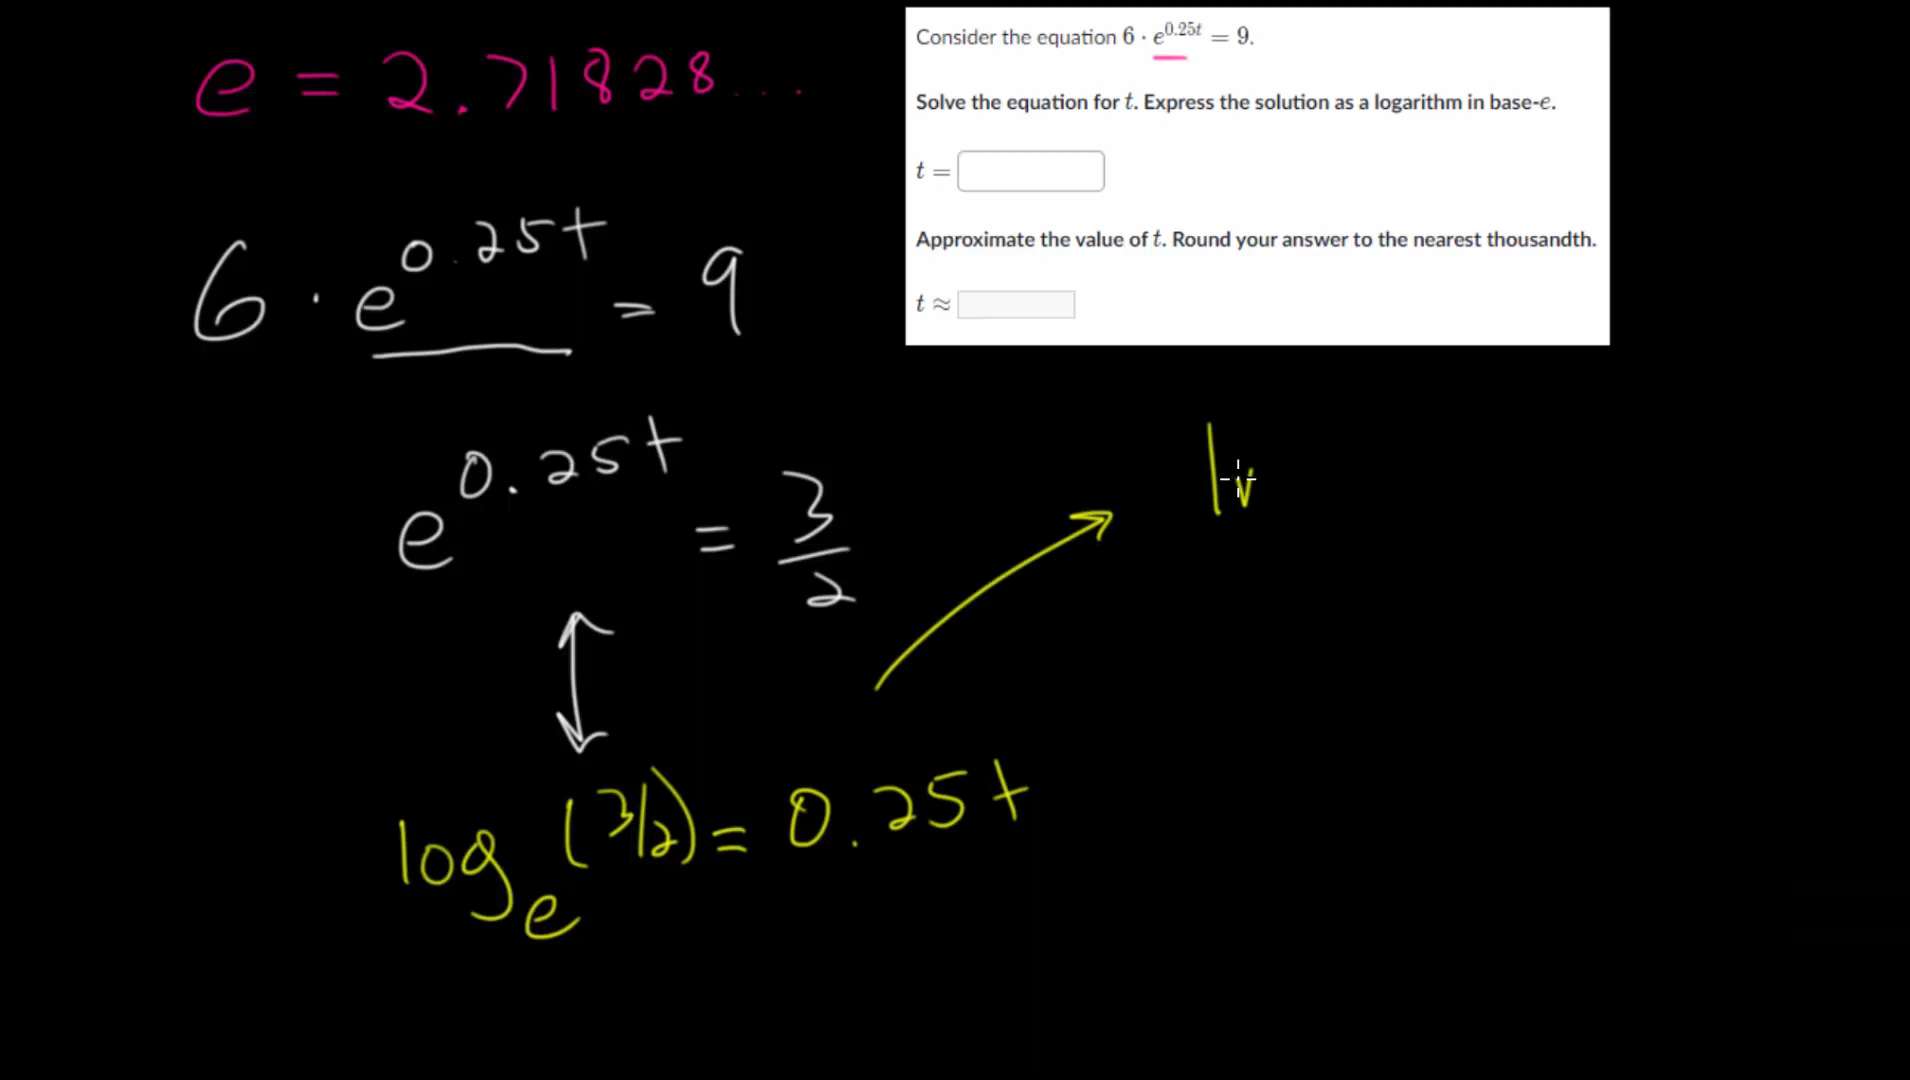 e = 2.71828...
Consider the equation 6 · e^0.25t = 9.
Solve the equation for t. Express the solution as a logarithm in base-e.
t =
Approximate the value of t. Round your answer to the nearest thousandth.
t ≈
6 · e^0.25t = 9
e^0.25t = 3/2
log_e (3/2) = 0.25t